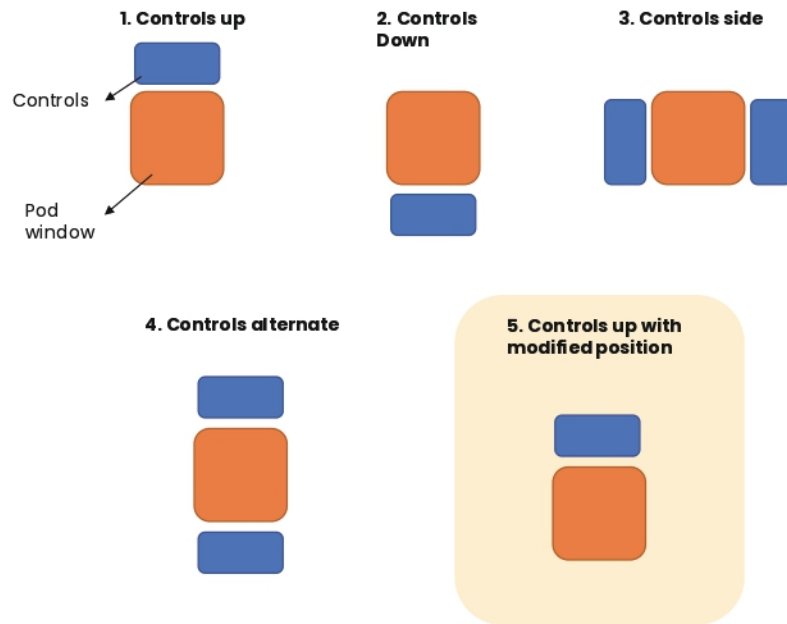 1. Controls up
2. Controls
Down
3. Controls side
Controls
Pod
window
4. Controls alternate
5. Controls up with
modified position